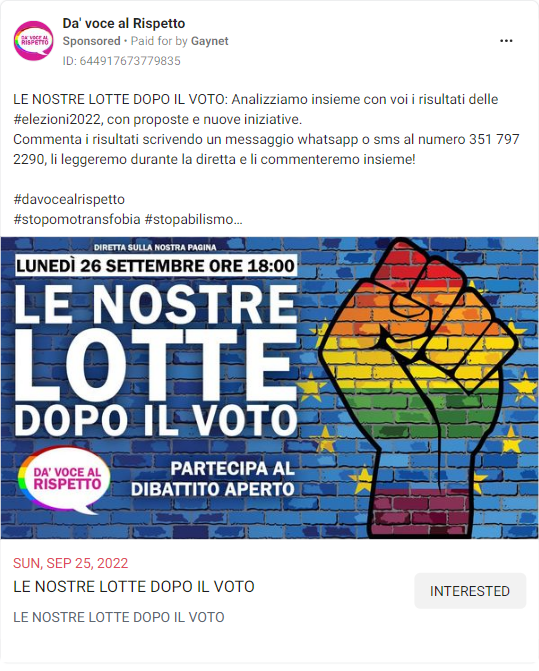 Da' voce al Rispetto
Sponsored • Paid for by Gaynet
ID: 644917673779835
LE NOSTRE LOTTE DOPO IL VOTO: Analizziamo insieme con voi i risultati delle
#elezioni2022, con proposte e nuove iniziative.
Commenta i risultati scrivendo un messaggio whatsapp o sms al numero 351 797
2290, li leggeremo durante la diretta e li commenteremo insieme!
#davocealrispetto
#stopomotransfobia #stopabilismo...
DIRETTA SULLA NOSTRA PAGINA
LUNEDÌ 26 SETTEMBRE ORE 18:00
LE NOSTRE
LOTTE
DOPO IL VOTO
DA' VOCE AL
RISPETTO
PARTECIPA AL
DIBATTITO APERTO
SUN, SEP 25, 2022
LE NOSTRE LOTTE DOPO IL VOTO
INTERESTED
LE NOSTRE LOTTE DOPO IL VOTO